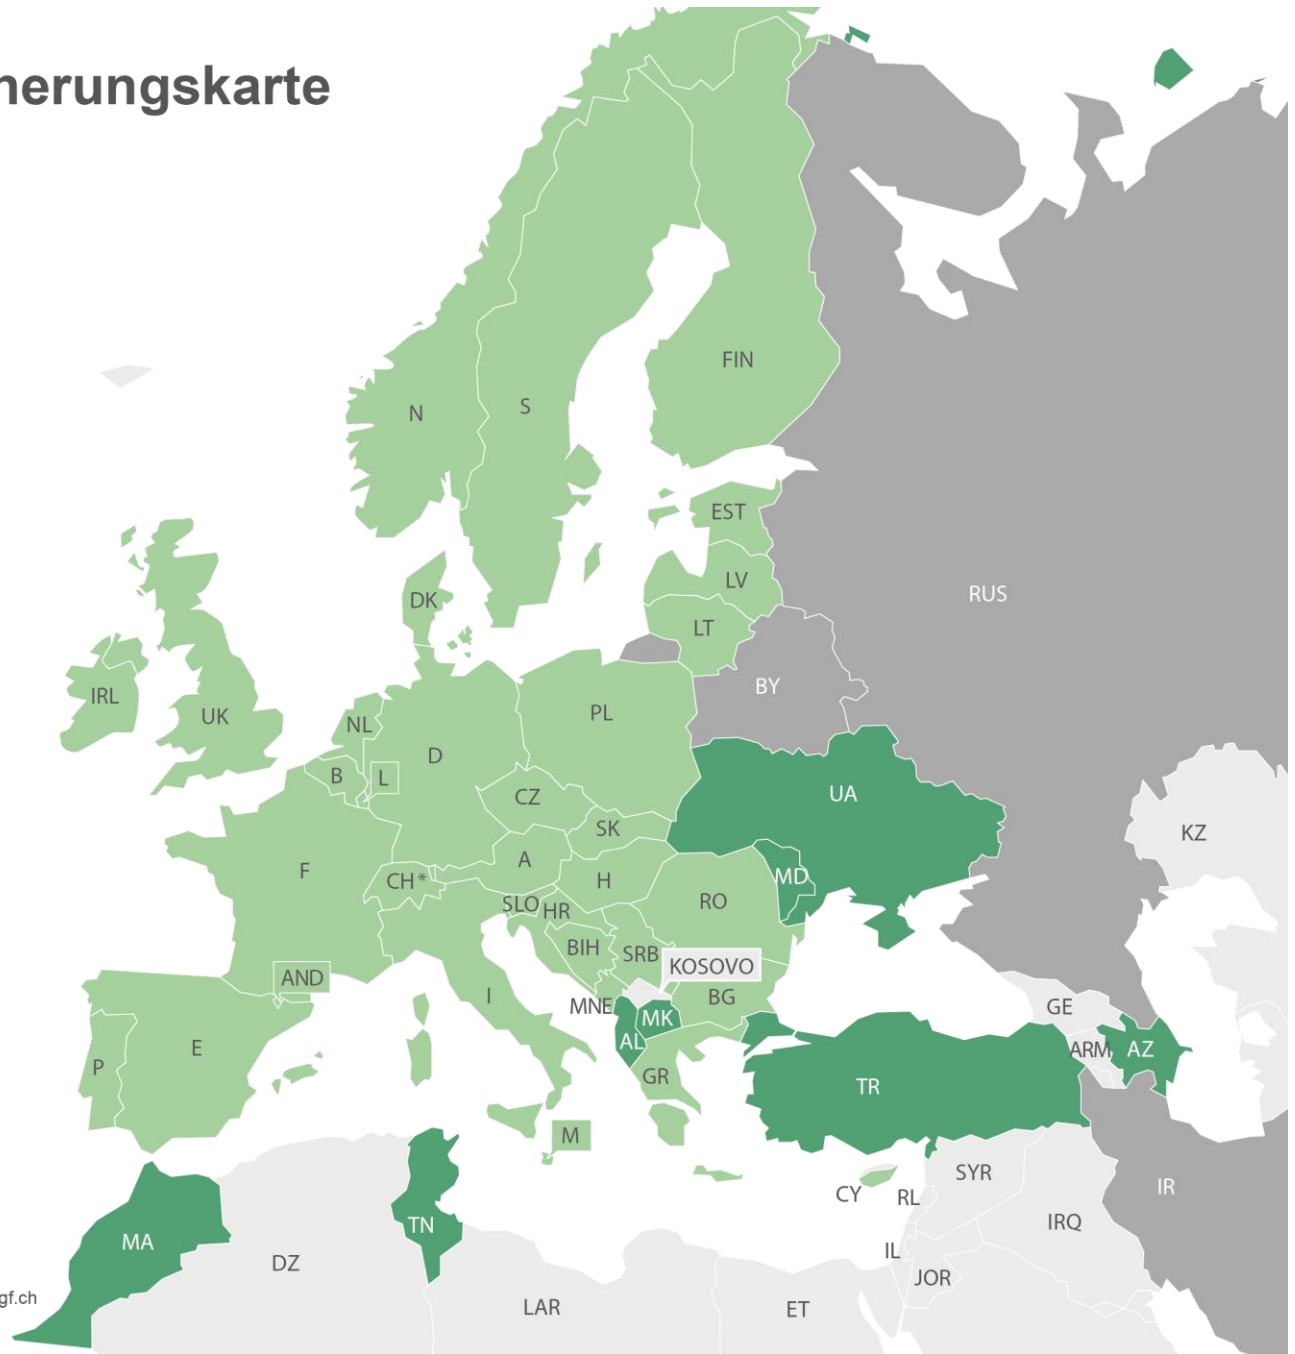 nerungskarte
FIN
N
S
EST
RUS
LV
DK
LT
BY
IRL
PL
UK
NL
D
B
L
UA
CZ
KZ
SK
A
F
CH*
H
MD
RO
SLO
HR
BIH
SRB
KOSOVO
AND
I
MNE
BG
GE
MK
E
AL
ARM
AZ
P
GR
TR
M
SYR
IR
CY
RL
TN
IRQ
MA
IL
DZ
JOR
gf.ch
LAR
ET